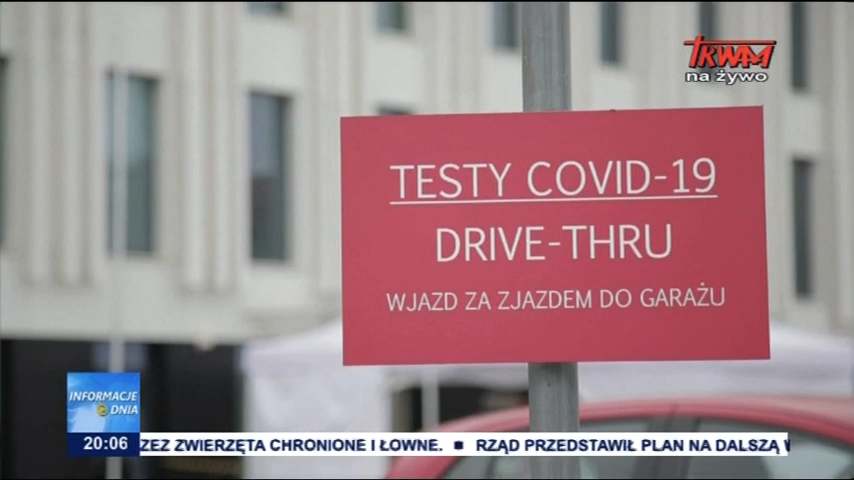 TRWAM
na żywo
TESTY COVID-19
DRIVE-THRU
WJAZD ZA ZJAZDEM DO GARAŻU
INFORMACJE
DNIA
20:06
ZEZ ZWIERZĘTA CHRONIONE I ŁOWNE. ■ RZĄD PRZEDSTAWIŁ PLAN NA DALSZĄ